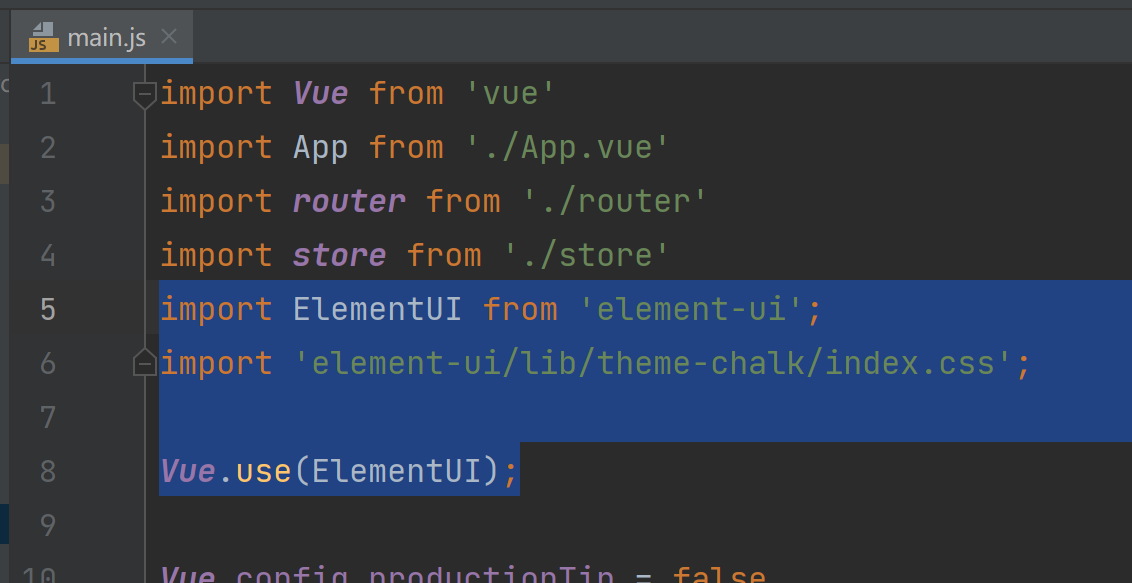 JS main.js
1 import Vue from 'vue'
2 import App from './App.vue'
3 import router from './router'
4 import store from './store'
5 import ElementUI from 'element-ui';
6 import 'element-ui/lib/theme-chalk/index.css';
7
8 Vue.use(ElementUI);
9
10 Vue.config.productionTip = false